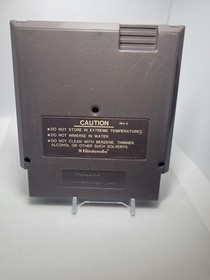 CAUTION
• DO NOT STORE IN EXTREME TEMPERATURES.
• DO NOT IMMERSE IN WATER.
• DO NOT CLEAN WITH BENZENE, THINNER,
ALCOHOL OR OTHER SUCH SOLVENTS.
Nintendo